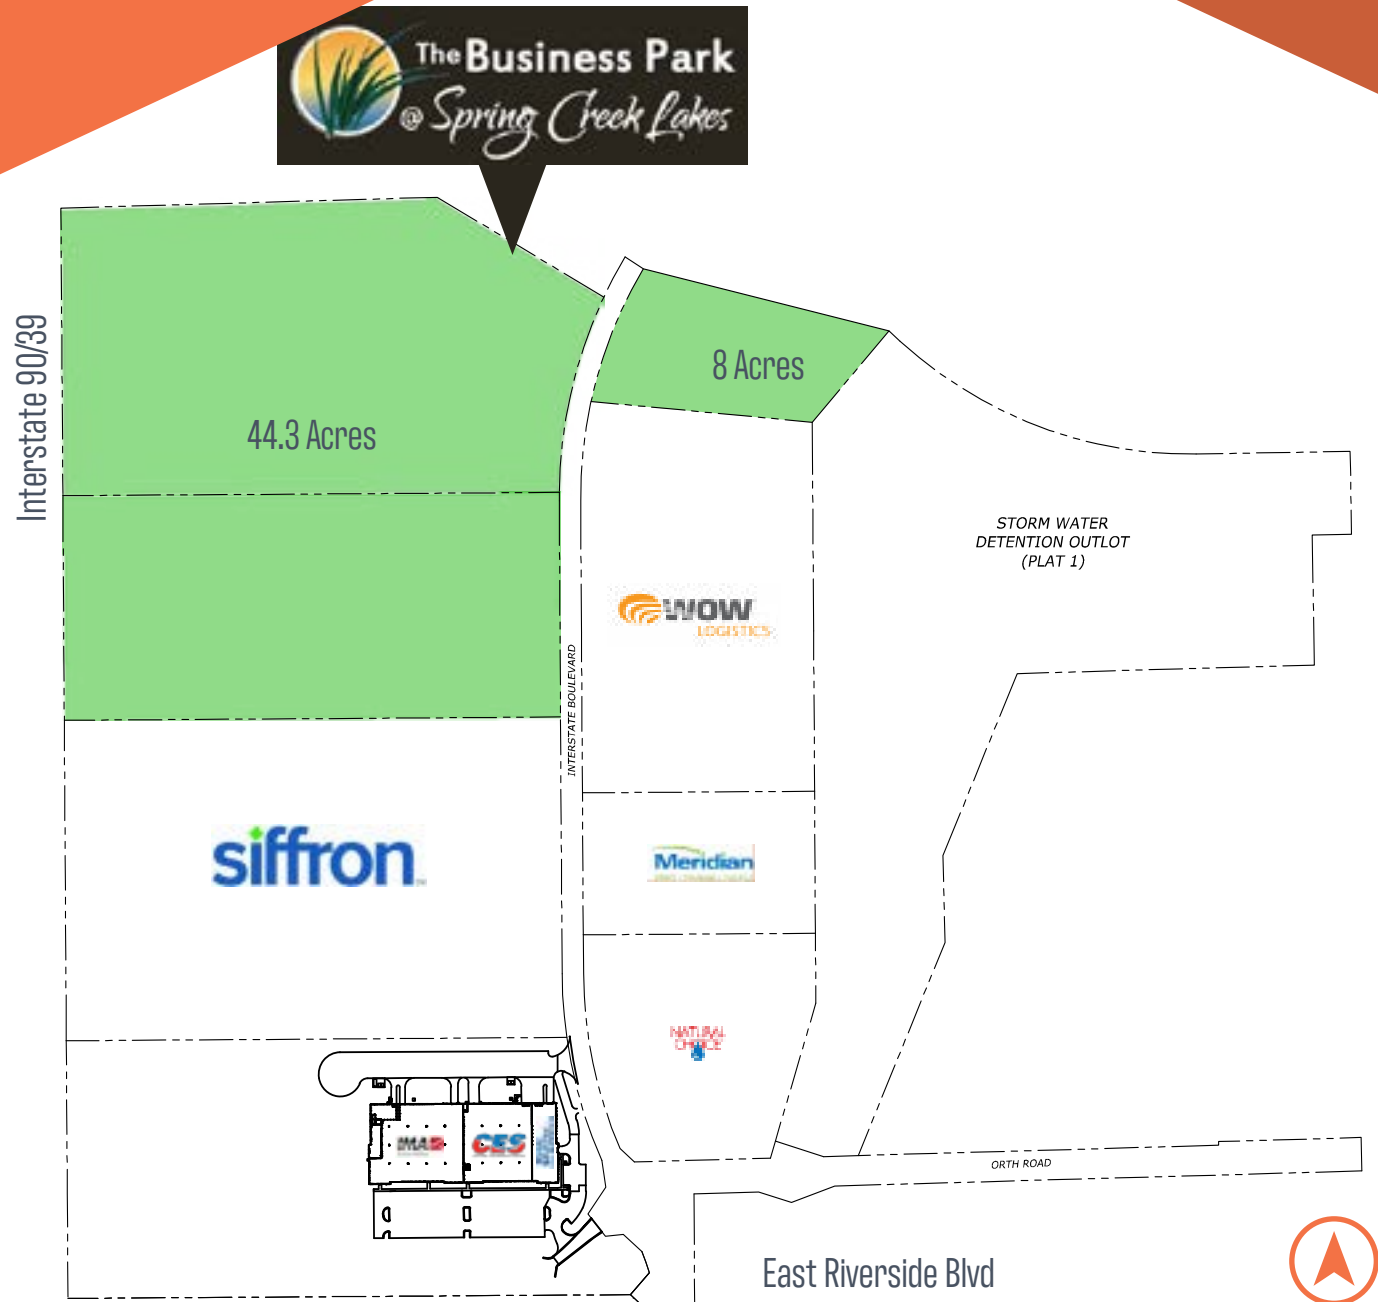 The Business Park
@ Spring Creek Lakes
Interstate 90/39
44.3 Acres
8 Acres
STORM WATER
DETENTION OUTLOT
(PLAT 1)
WOW
LOGISTICS
INTERSTATE BOULEVARD
siffron
Meridian
NATURAL
CHOICE
IMA
CES
ORTH ROAD
East Riverside Blvd